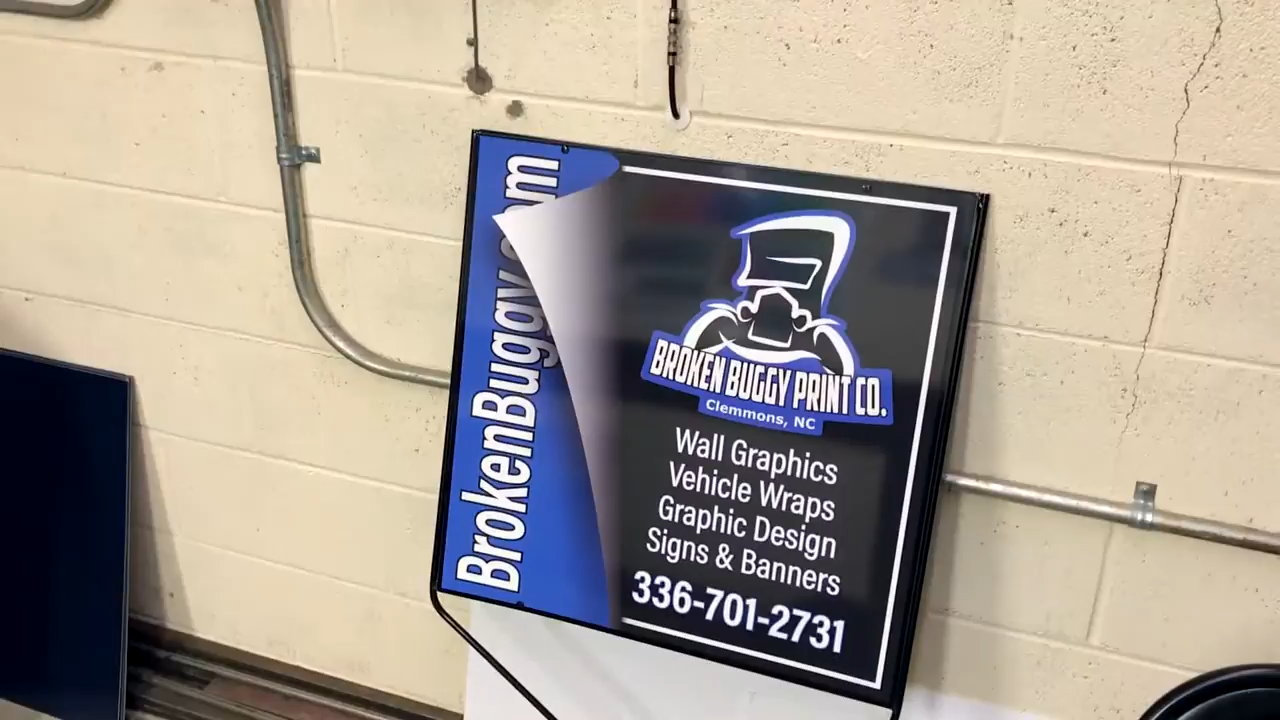 BrokenBuggy.com
BROKEN BUGGY PRINT CO.
Clemmons, NC
Wall Graphics
Vehicle Wraps
Graphic Design
Signs & Banners
336-701-2731